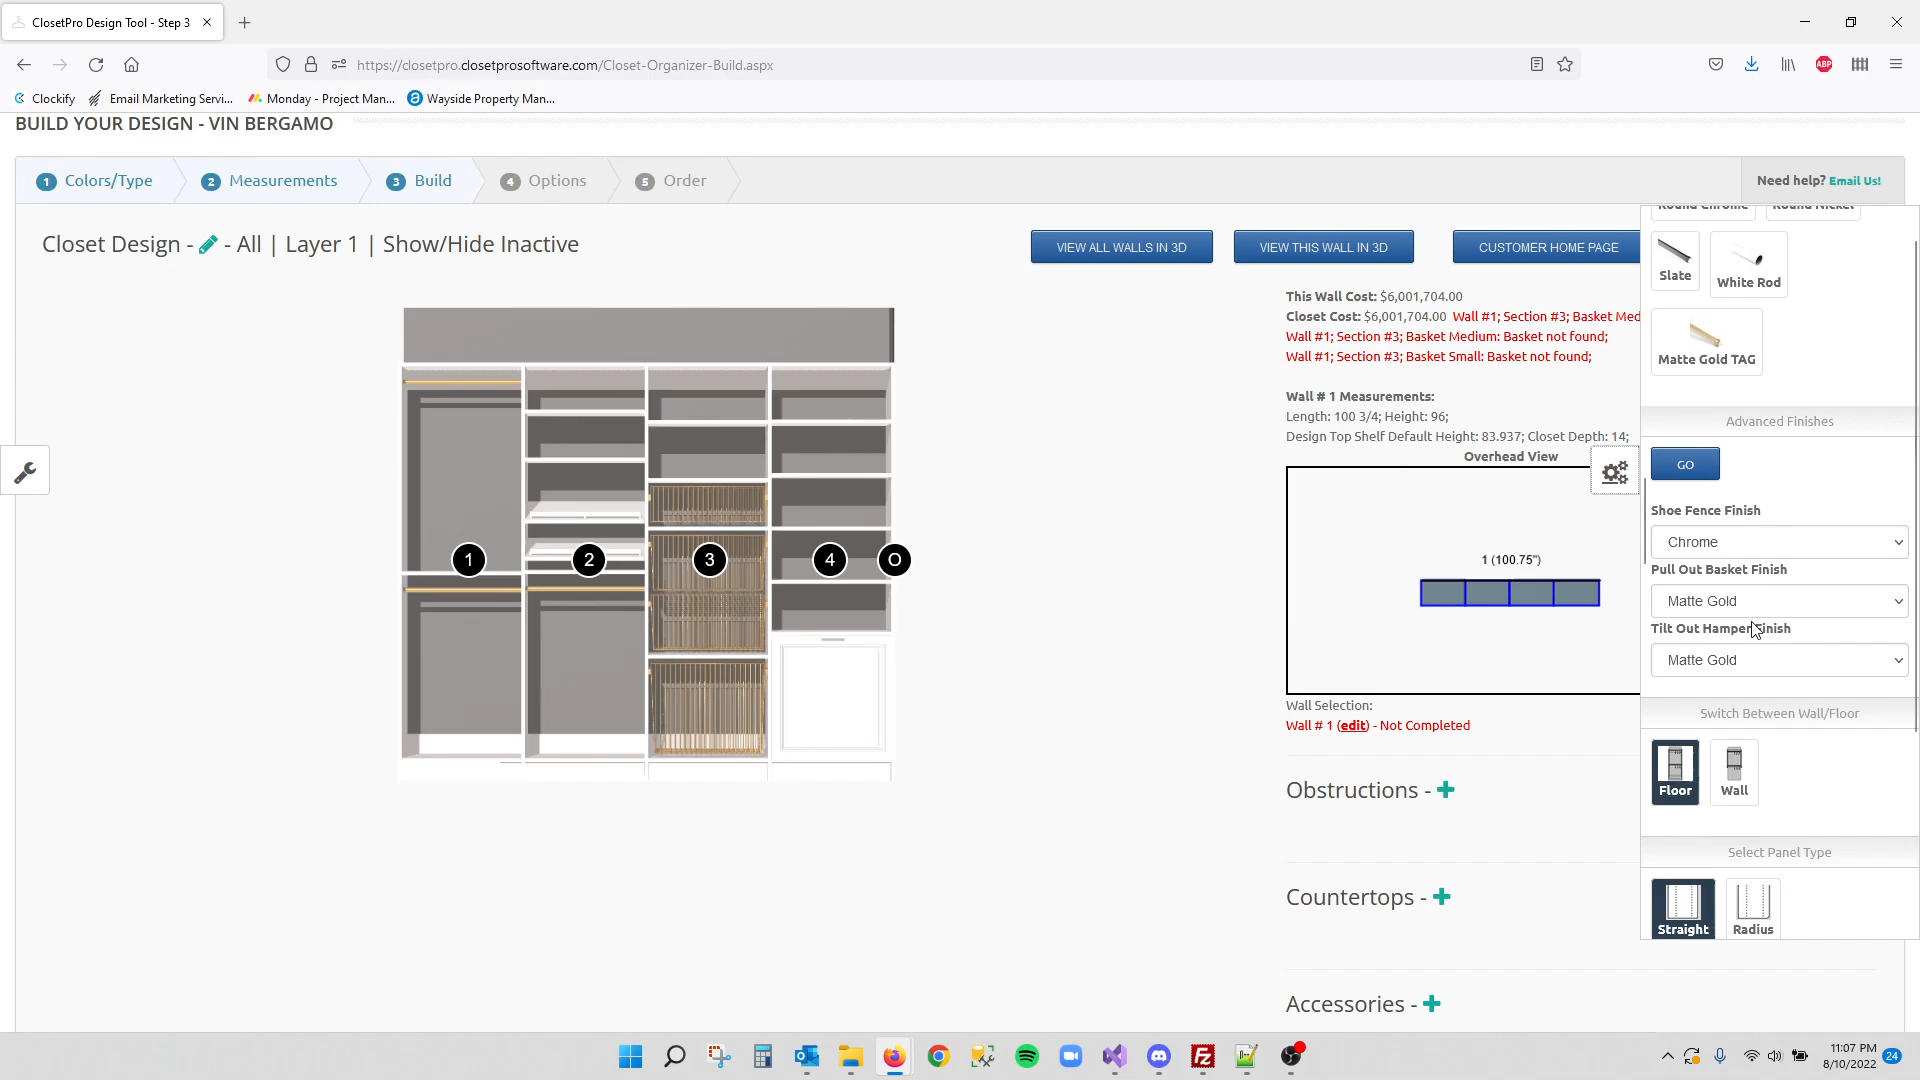 ClosetPro Design Tool - Step 3
https://closetpro.closetprosoftware.com/Closet-Organizer-Build.aspx
ABP
Clockify
Email Marketing Servi...
Monday - Project Man...
Wayside Property Man...
BUILD YOUR DESIGN - VIN BERGAMO
1 Colors/Type
2 Measurements
3 Build
4 Options
5 Order
Need help? Email Us!
Closet Design - - All | Layer 1 | Show/Hide Inactive
VIEW ALL WALLS IN 3D
VIEW THIS WALL IN 3D
CUSTOMER HOME PAGE
This Wall Cost: $6,001,704.00
Closet Cost: $6,001,704.00 Wall #1; Section #3; Basket Med
Wall #1; Section #3; Basket Medium: Basket not found;
Wall #1; Section #3; Basket Small: Basket not found;
Wall # 1 Measurements:
Length: 100 3/4; Height: 96;
Design Top Shelf Default Height: 83.937; Closet Depth: 14;
Overhead View
1 (100.75")
Wall Selection:
Wall # 1 (edit) - Not Completed
Obstructions - +
Countertops - +
Accessories - +
1
2
3
4
O
Round Chrome
Round Nickel
Slate
White Rod
Matte Gold TAG
Advanced Finishes
GO
Shoe Fence Finish
Chrome
Pull Out Basket Finish
Matte Gold
Tilt Out Hamper Finish
Matte Gold
Switch Between Wall/Floor
Floor
Wall
Select Panel Type
Straight
Radius
11:07 PM
8/10/2022
24